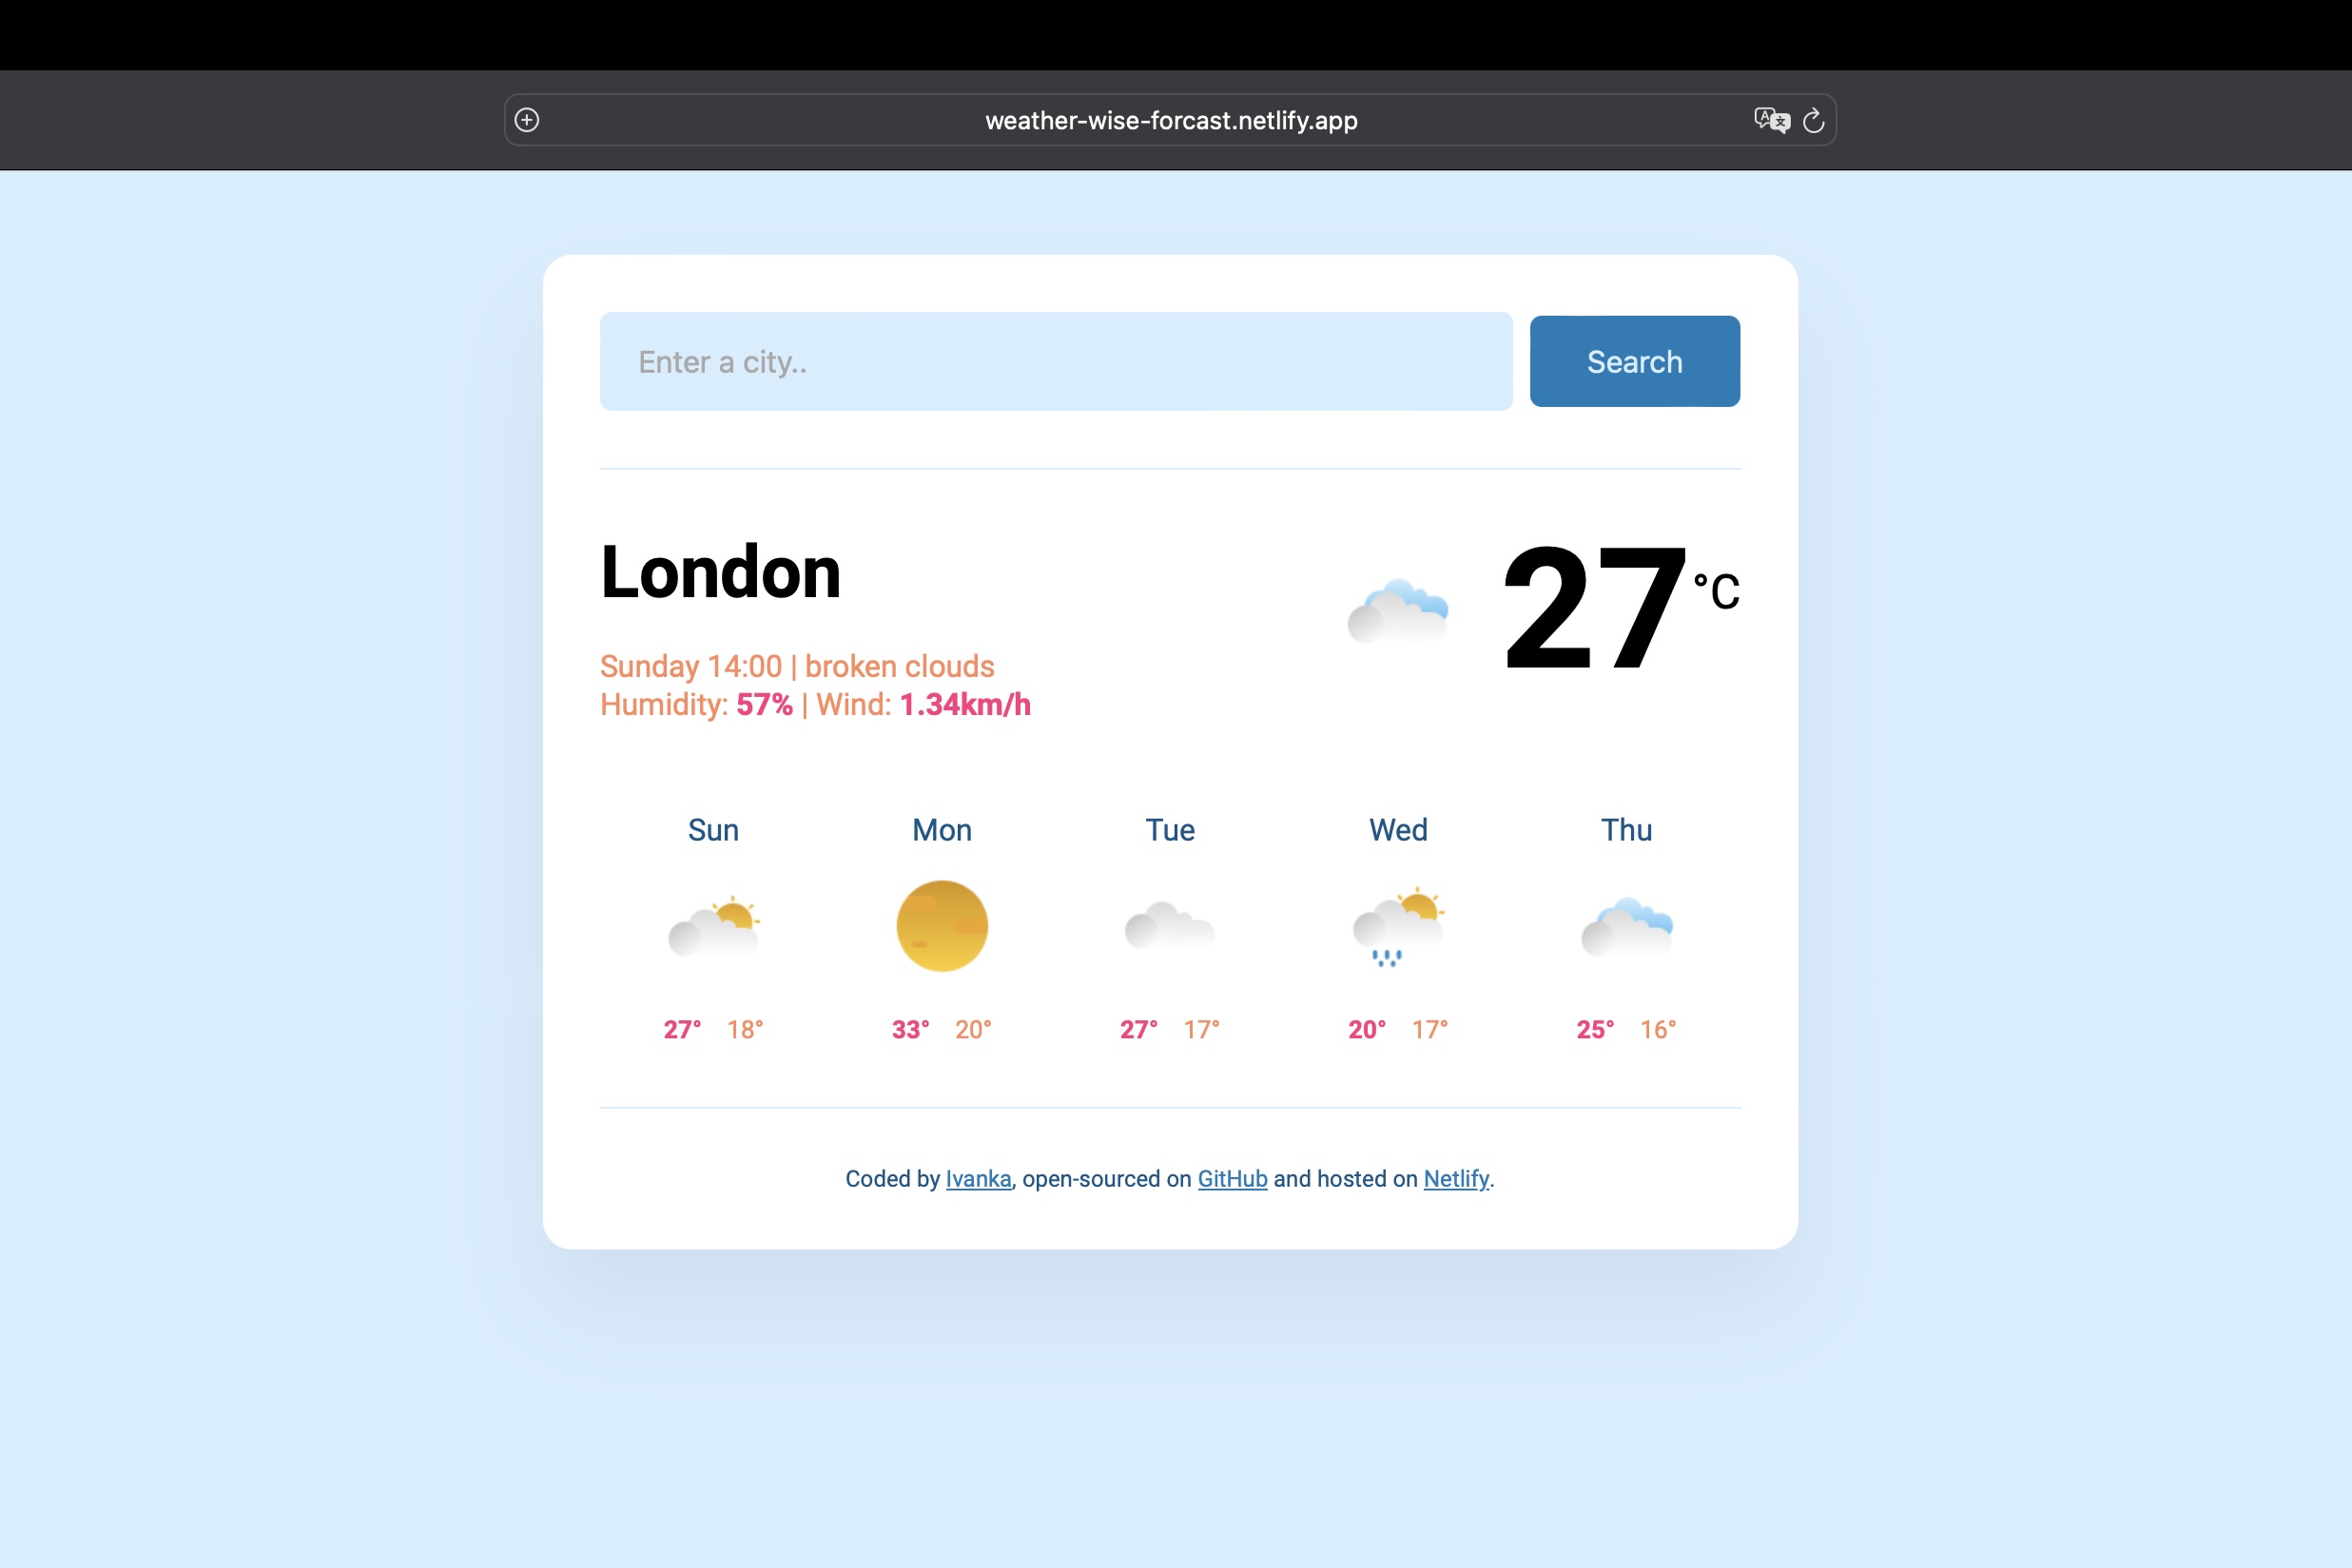 weather-wise-forcast.netlify.app
Enter a city..
Search
London
27°C
Sunday 14:00 | broken clouds
Humidity: 57% | Wind: 1.34km/h
Sun Mon Tue Wed Thu
27° 18° 33° 20° 27° 17° 20° 17° 25° 16°
Coded by Ivanka, open-sourced on GitHub and hosted on Netlify.